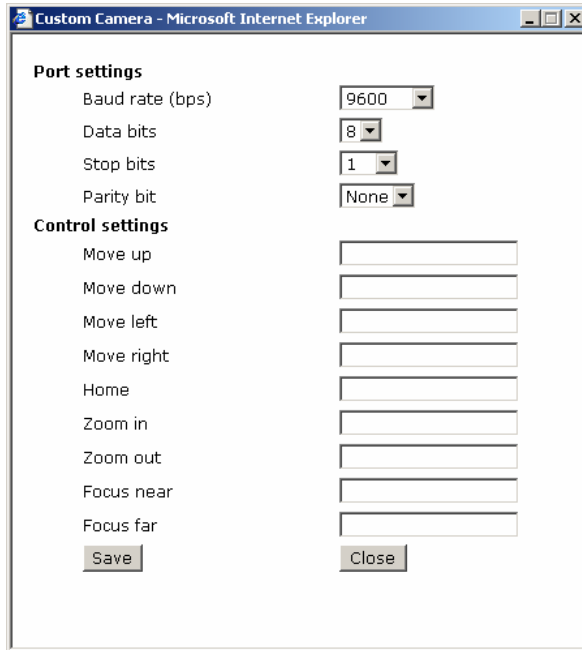 Custom Camera - Microsoft Internet Explorer
Port settings
Baud rate (bps) 9600
Data bits 8
Stop bits 1
Parity bit None
Control settings
Move up
Move down
Move left
Move right
Home
Zoom in
Zoom out
Focus near
Focus far
Save Close